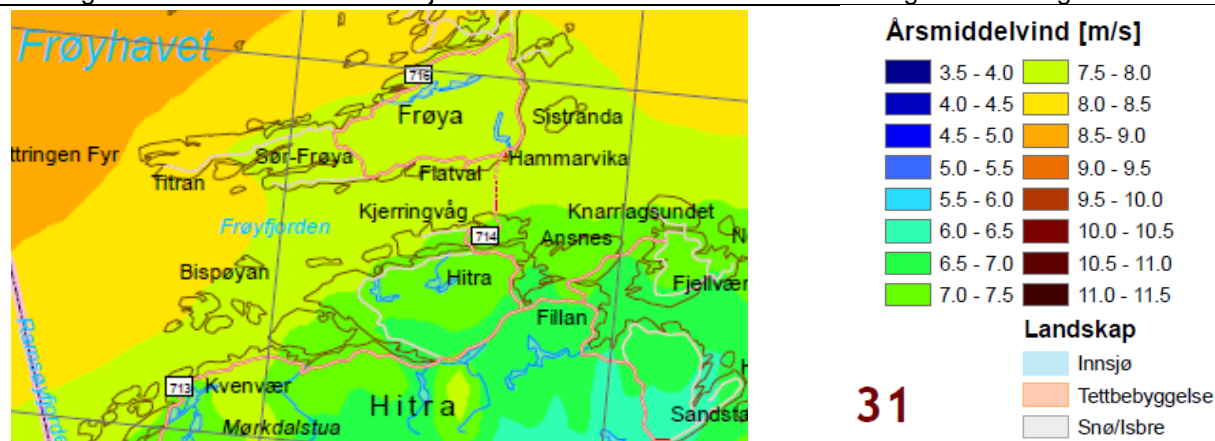 Frøyhavet
716
Frøya
Sistranda
ttringen Fyr
Sør-Frøya
Hammarvika
Titran
Flatval
Kjerringvåg
Knarrlagsundet
Frøyfjorden
714
Ansnes
N
Bispøyan
Hitra
Fjellvær
Fillan
Ramsøyfjorde
713
Kvenvær
H
Hitra
Mørkdalstua
Sandsta
Årsmiddelvind [m/s]
3.5 - 4.0 7.5 - 8.0
4.0 - 4.5 8.0 - 8.5
4.5 - 5.0 8.5- 9.0
5.0 - 5.5 9.0 - 9.5
5.5 - 6.0 9.5 - 10.0
6.0 - 6.5 10.0 - 10.5
6.5 - 7.0 10.5 - 11.0
7.0 - 7.5 11.0 - 11.5
Landskap
Innsjø
Tettbebyggelse
Snø/Isbre
31